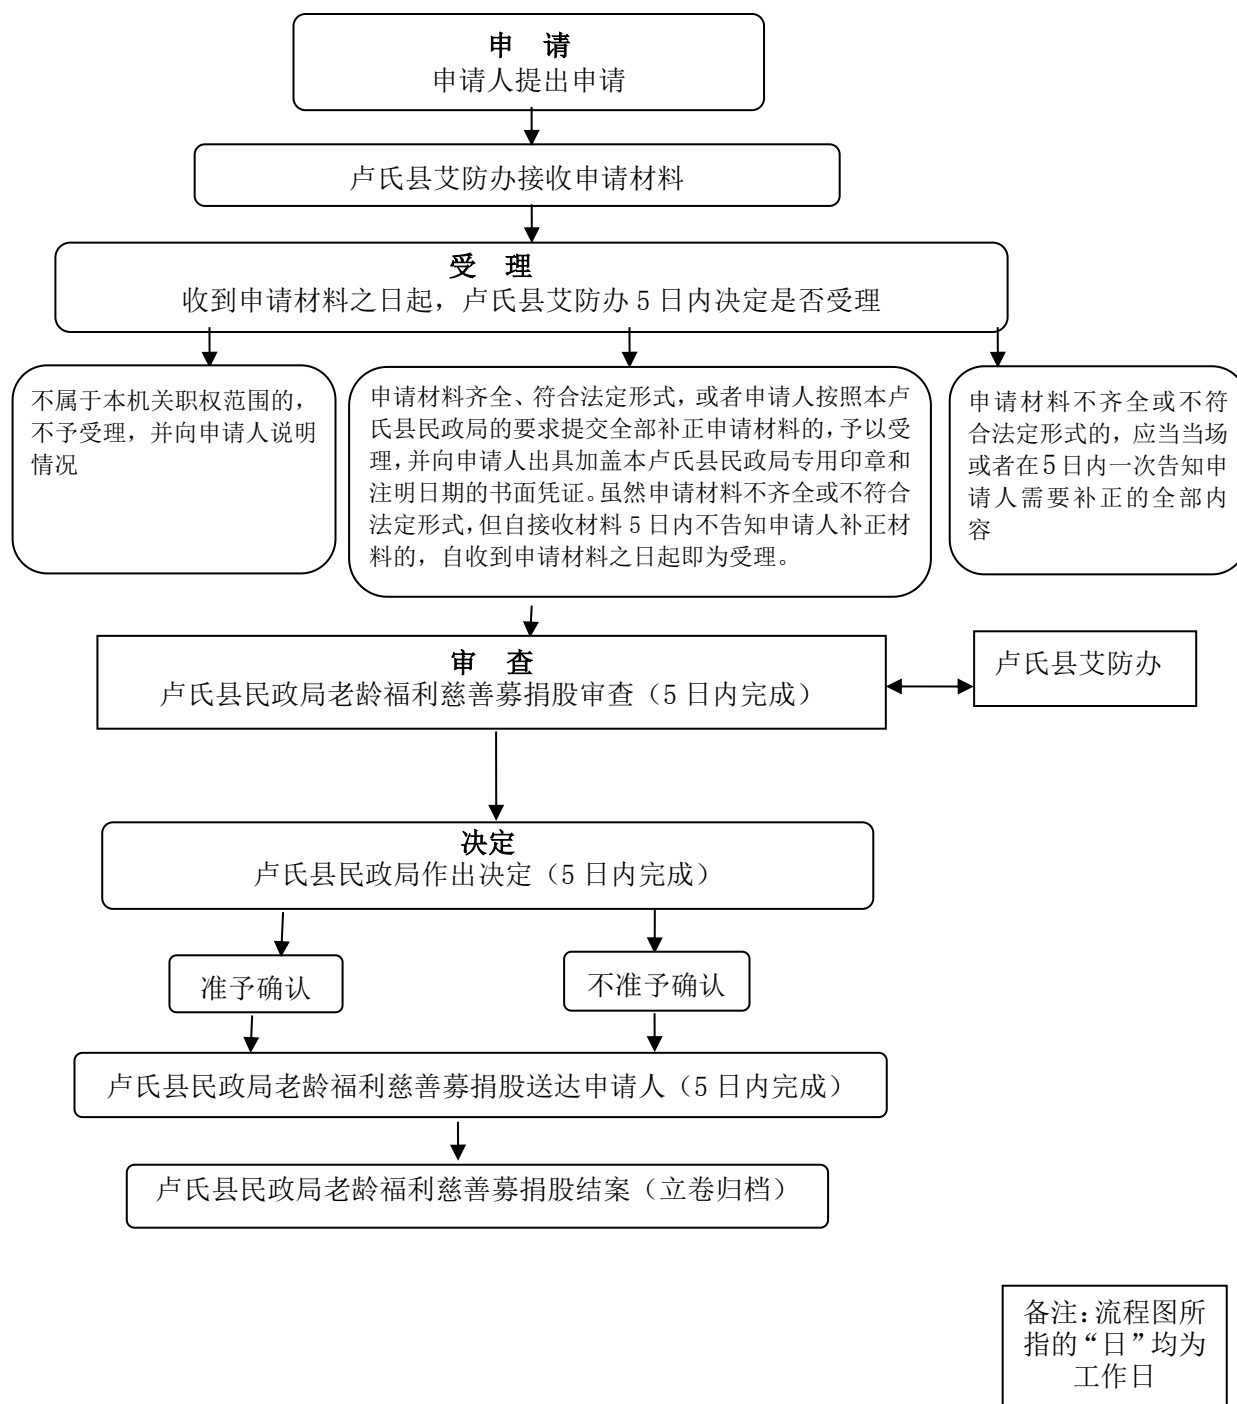 申 请
申请人提出申请
卢氏县艾防办接收申请材料
受 理
收到申请材料之日起，卢氏县艾防办 5 日内决定是否受理
不属于本机关职权范围的，
不予受理，并向申请人说明
情况
申请材料齐全、符合法定形式，或者申请人按照本卢
氏县民政局的要求提交全部补正申请材料的，予以受
理，并向申请人出具加盖本卢氏县民政局专用印章和
注明日期的书面凭证。虽然申请材料不齐全或不符合
法定形式，但自接收材料 5 日内不告知申请人补正材
料的，自收到申请材料之日起即为受理。
申请材料不齐全或不符
合法定形式的，应当当场
或者在 5 日内一次告知申
请人需要补正的全部内
容
审 查
卢氏县民政局老龄福利慈善募捐股审查（5 日内完成）
卢氏县艾防办
决定
卢氏县民政局作出决定（5 日内完成）
准予确认
不准予确认
卢氏县民政局老龄福利慈善募捐股送达申请人（5 日内完成）
卢氏县民政局老龄福利慈善募捐股结案（立卷归档）
备注：流程图所
指的“日”均为
工作日